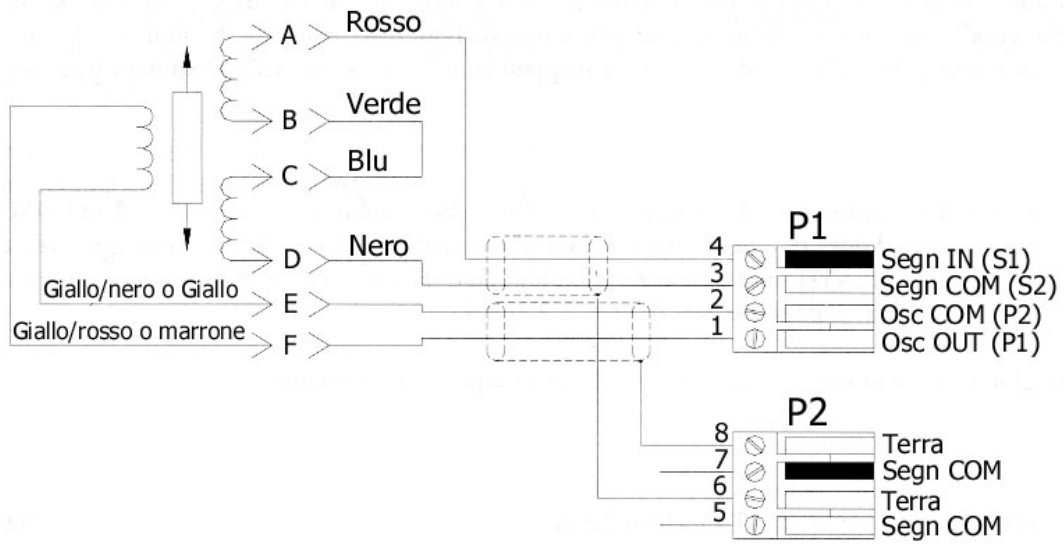 A Rosso
Verde
B
Blu
C
D Nero
Giallo/nero o Giallo
E
Giallo/rosso o marrone
F
P1
4 Segn IN (S1)
3 Segn COM (S2)
2 Osc COM (P2)
1 Osc OUT (P1)
P2
8 Terra
7 Segn COM
6 Terra
5 Segn COM